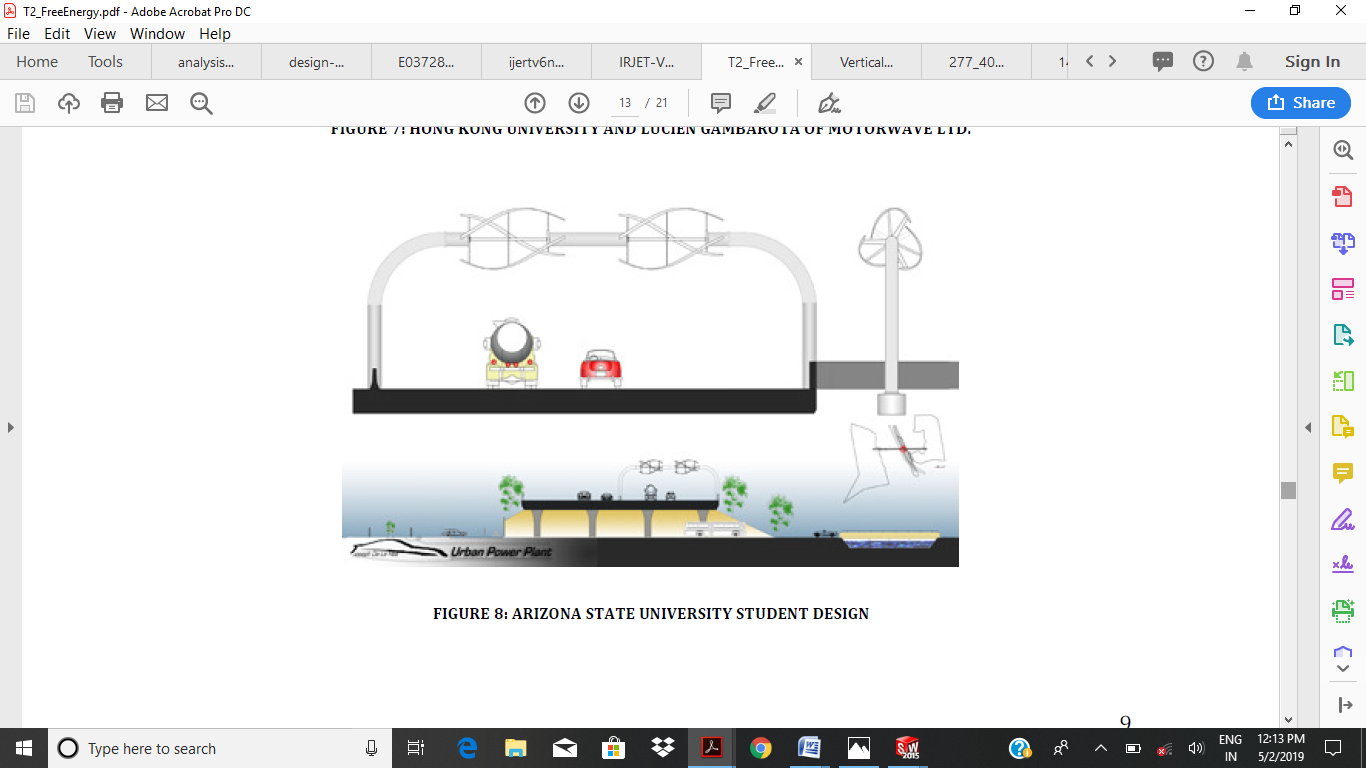 T2_FreeEnergy.pdf - Adobe Acrobat Pro DC
File Edit View Window Help
Home Tools analysis... design-... E03728... ijertv6n... IRJET-V... T2_Free... Vertical... 277_40... Sign In
13 / 21 Share
FIGURE 7: HONG KONG UNIVERSITY AND LUCIEN GAMBAROTA OF MOTORWAVE LTD.
Urban Power Plant
FIGURE 8: ARIZONA STATE UNIVERSITY STUDENT DESIGN
9
Type here to search
ENG 12:13 PM
IN 5/2/2019